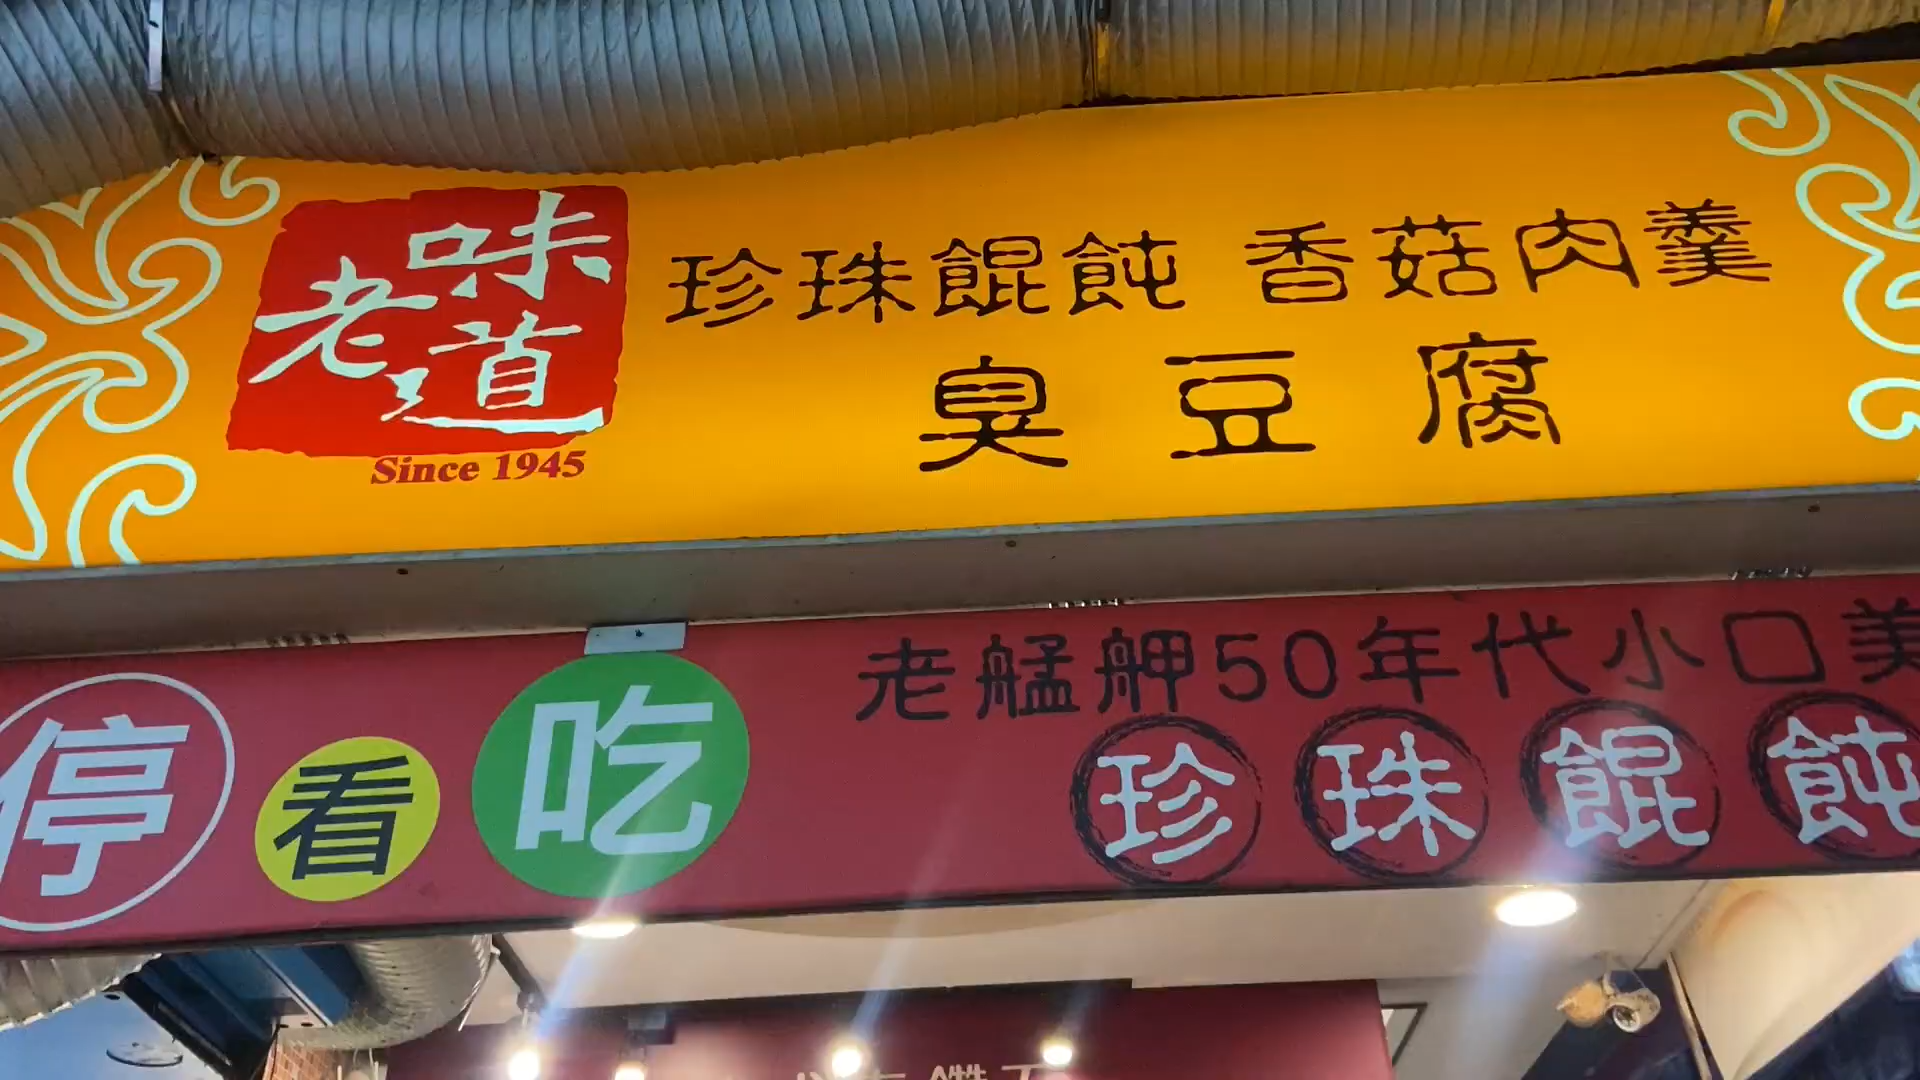 老味道
Since 1945
珍珠餛飩 香菇肉羹
臭豆腐
停看吃
老艋舺50年代小口美
珍珠餛飩